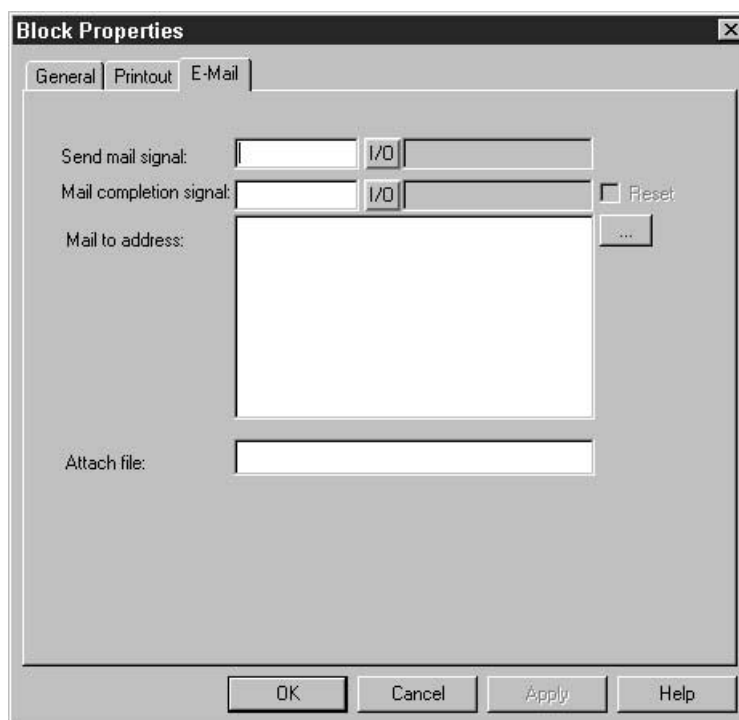 Block Properties
General Printout E-Mail
Send mail signal: I/O
Mail completion signal: I/O Reset
Mail to address: ...
Attach file:
OK Cancel Apply Help